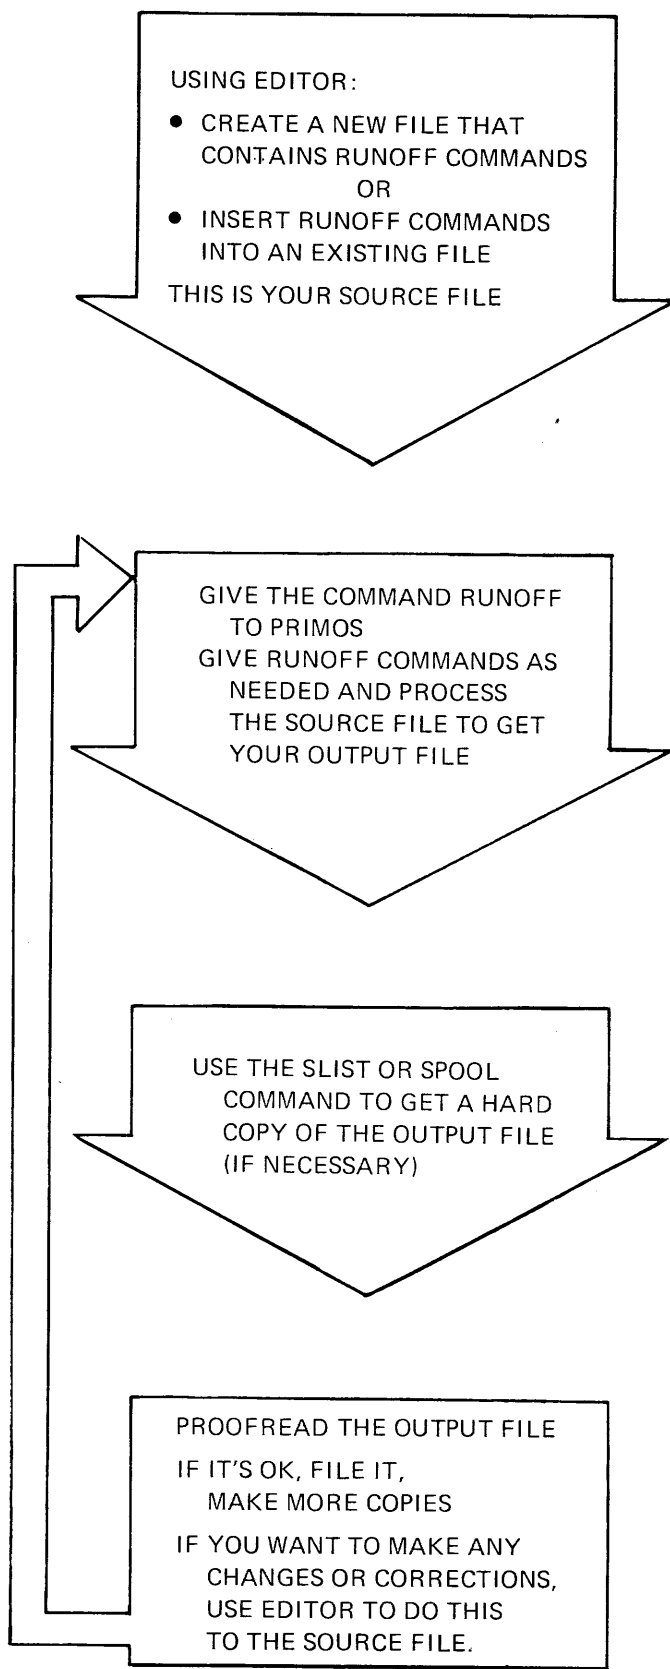 USING EDITOR:
• CREATE A NEW FILE THAT
CONTAINS RUNOFF COMMANDS
OR
• INSERT RUNOFF COMMANDS
INTO AN EXISTING FILE
THIS IS YOUR SOURCE FILE
GIVE THE COMMAND RUNOFF
TO PRIMOS
GIVE RUNOFF COMMANDS AS
NEEDED AND PROCESS
THE SOURCE FILE TO GET
YOUR OUTPUT FILE
USE THE SLIST OR SPOOL
COMMAND TO GET A HARD
COPY OF THE OUTPUT FILE
(IF NECESSARY)
PROOFREAD THE OUTPUT FILE
IF IT'S OK, FILE IT,
MAKE MORE COPIES
IF YOU WANT TO MAKE ANY
CHANGES OR CORRECTIONS,
USE EDITOR TO DO THIS
TO THE SOURCE FILE.